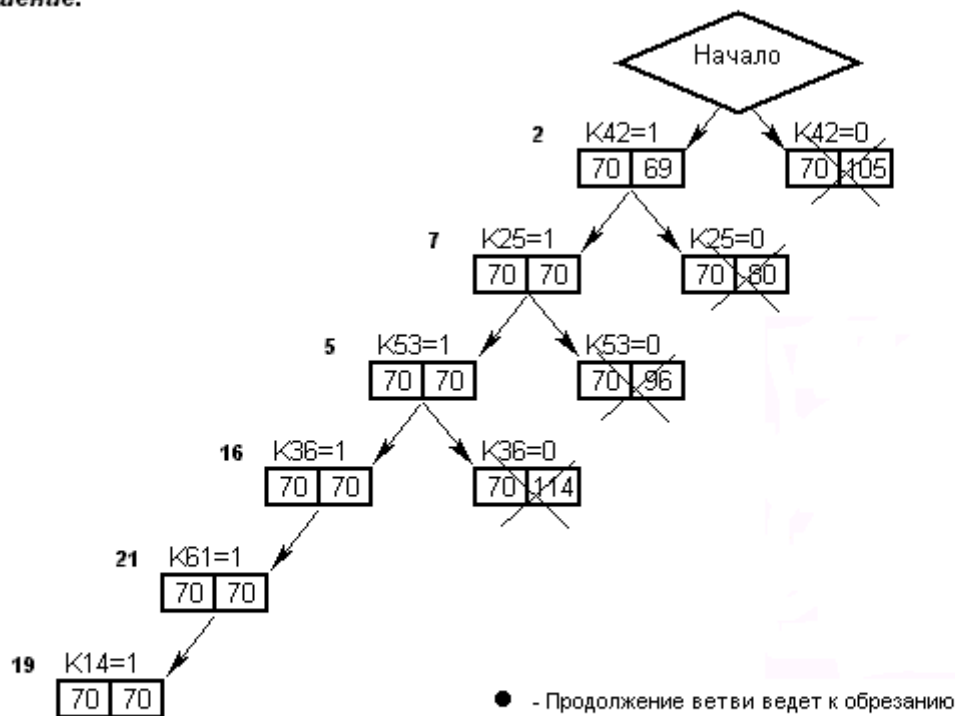 Начало
2 K42=1 K42=0
70 69 70 105
7 K25=1 K25=0
70 70 70 80
5 K53=1 K53=0
70 70 70 96
16 K36=1 K36=0
70 70 70 114
21 K61=1
70 70
19 K14=1
70 70
- Продолжение ветви ведет к обрезанию